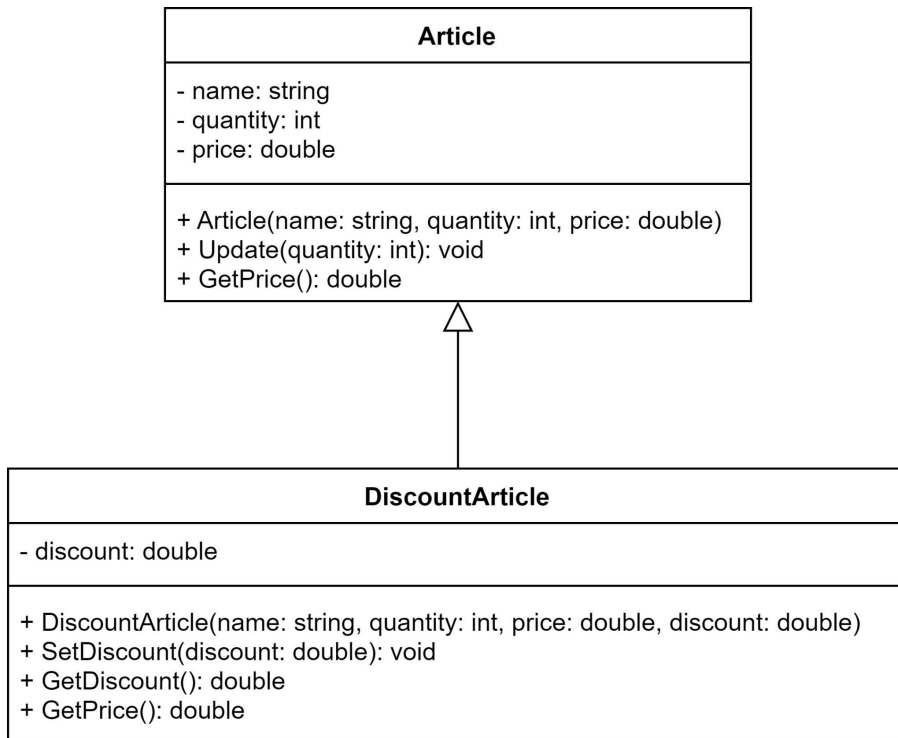 Article
- name: string
- quantity: int
- price: double
+ Article(name: string, quantity: int, price: double)
+ Update(quantity: int): void
+ GetPrice(): double
DiscountArticle
- discount: double
+ DiscountArticle(name: string, quantity: int, price: double, discount: double)
+ SetDiscount(discount: double): void
+ GetDiscount(): double
+ GetPrice(): double